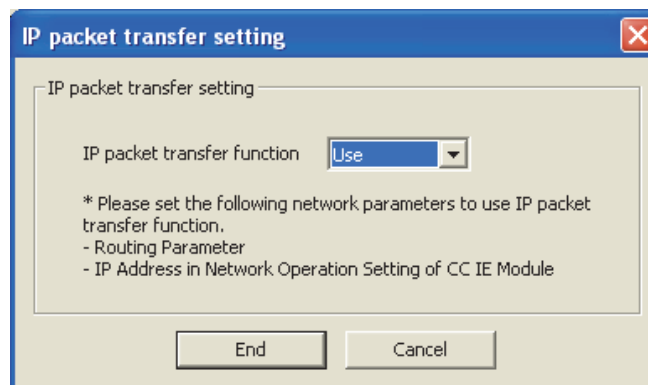 IP packet transfer setting
IP packet transfer setting
IP packet transfer function Use
* Please set the following network parameters to use IP packet
transfer function.
- Routing Parameter
- IP Address in Network Operation Setting of CC IE Module
End Cancel